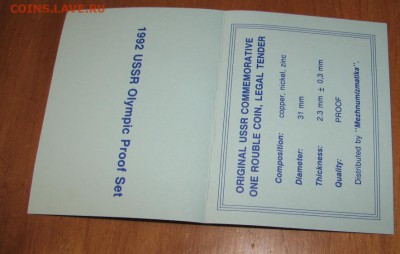 COINS.LAVE.RU
1992 USSR Olympic Proof Set
ORIGINAL USSR COMMEMORATIVE
ONE ROUBLE COIN, LEGAL TENDER
Composition: copper, nickel, zinc
Diameter: 31 mm
Thickness: 2.3 mm ± 0,3 mm
Quality: PROOF
Distributed by "Mezhnumizmatika".